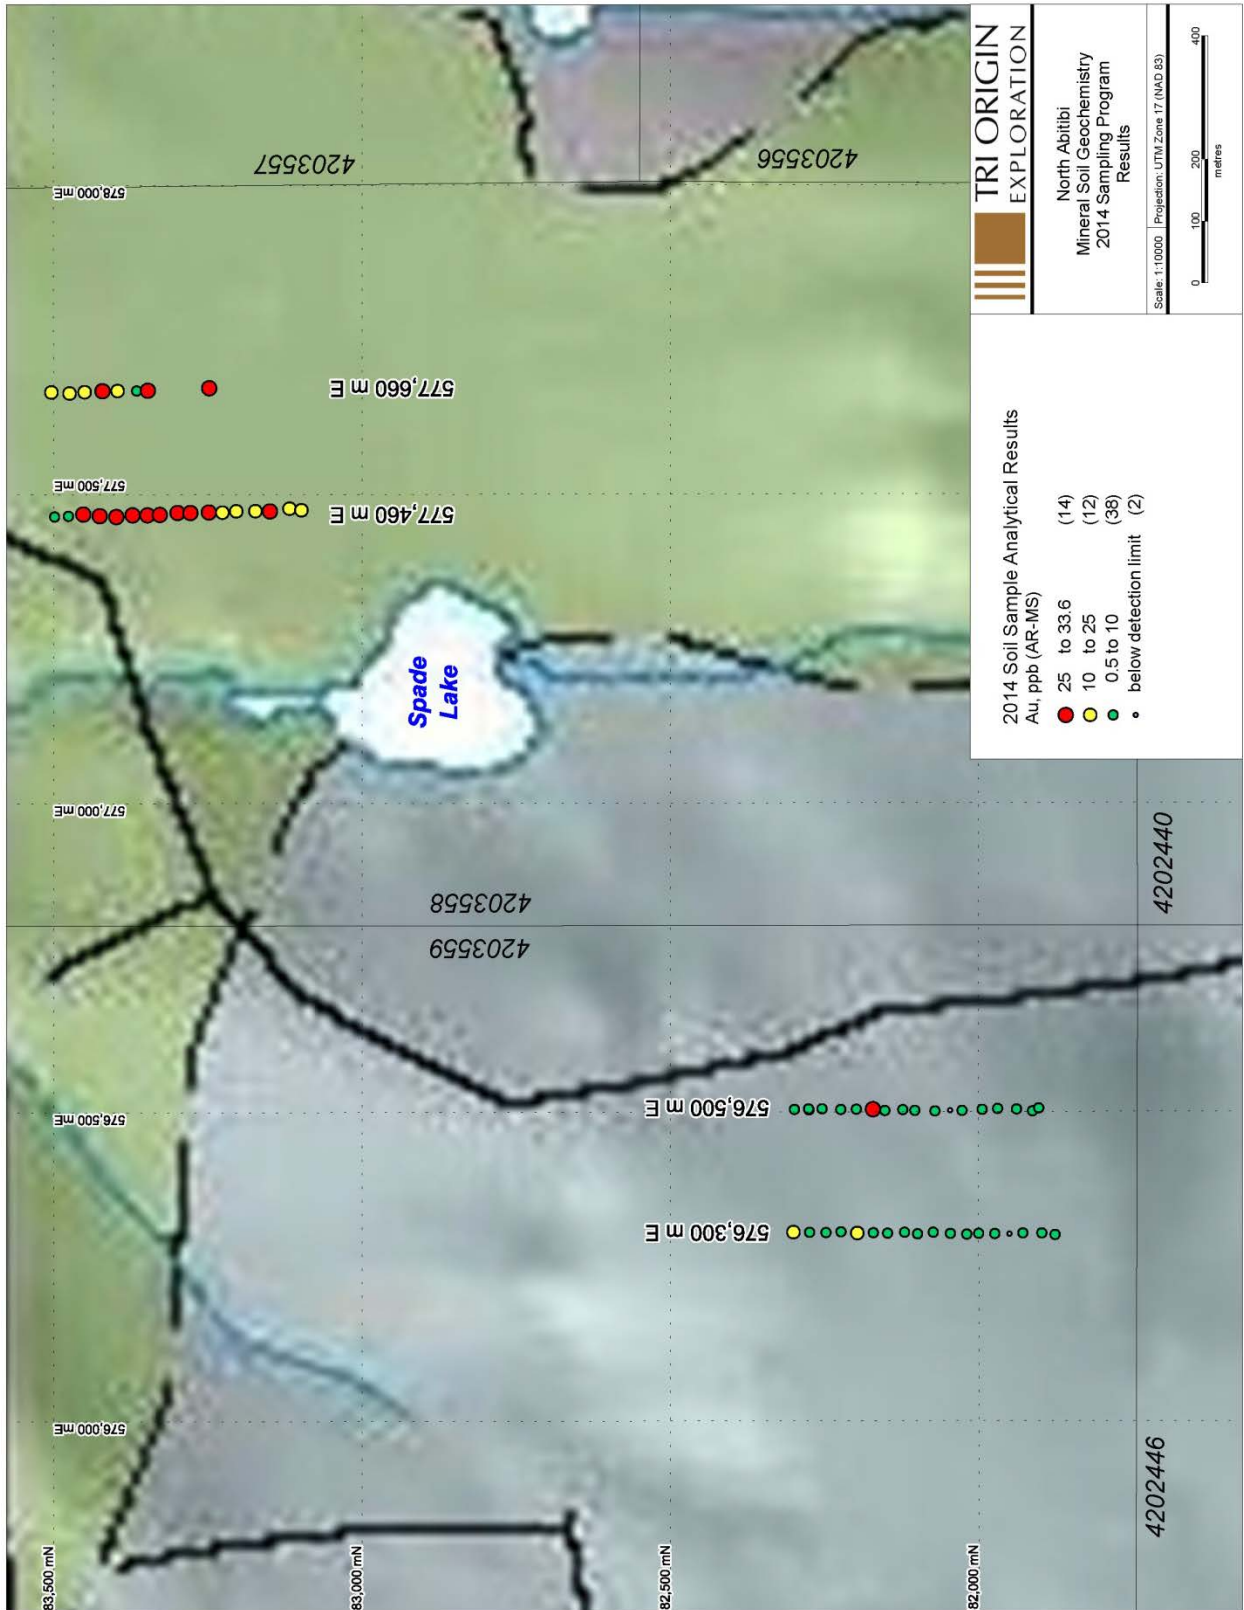 578,000 mE
4203557
4203556
577,660 m E
577,500 mE
577,460 m E
Spade
Lake
577,000 mE
4203558
4203559
576,500 mE
576,500 m E
576,300 m E
576,000 mE
83,500 mN
83,000 mN
82,500 mN
82,000 mN
4202440
4202446
2014 Soil Sample Analytical Results
Au, ppb (AR-MS)
25 to 33.6 (14)
10 to 25 (12)
0.5 to 10 (38)
below detection limit (2)
TRI ORIGIN
EXPLORATION
North Abitibi
Mineral Soil Geochemistry
2014 Sampling Program
Results
Scale: 1:10000 Projection: UTM Zone 17 (NAD 83)
0 100 200 400
metres